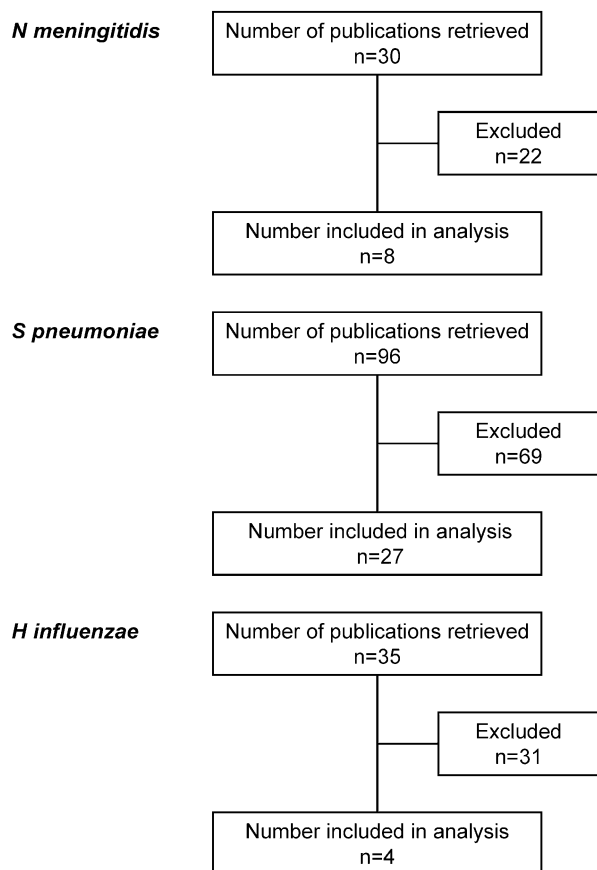 N meningitidis
Number of publications retrieved
n=30
Excluded
n=22
Number included in analysis
n=8
S pneumoniae
Number of publications retrieved
n=96
Excluded
n=69
Number included in analysis
n=27
H influenzae
Number of publications retrieved
n=35
Excluded
n=31
Number included in analysis
n=4